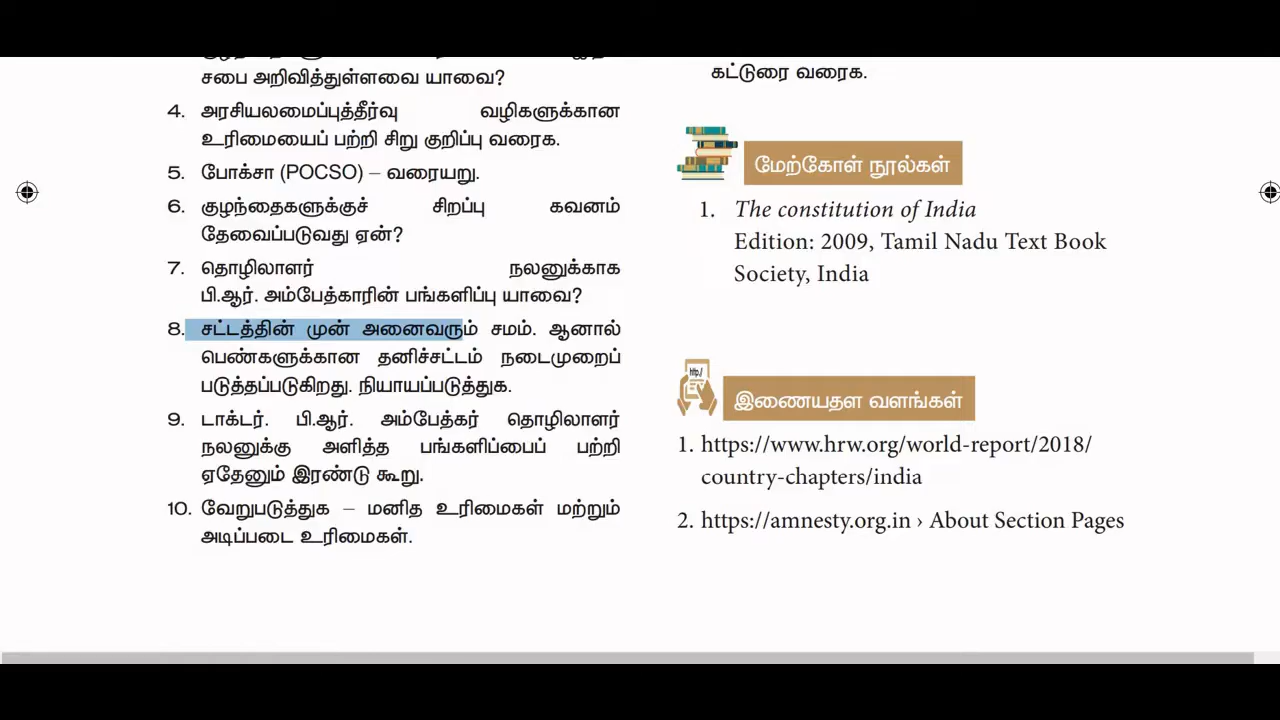 சபை அறிவித்துள்ளவை யாவை?
4. அரசியலமைப்புத்தீர்வு வழிகளுக்கான
உரிமையைப் பற்றி சிறு குறிப்பு வரைக.
5. போக்சா (POCSO) – வரையறு.
6. குழந்தைகளுக்குச் சிறப்பு கவனம்
தேவைப்படுவது ஏன்?
7. தொழிலாளர் நலனுக்காக
பி.ஆர். அம்பேத்காரின் பங்களிப்பு யாவை?
8. சட்டத்தின் முன் அனைவரும் சமம். ஆனால்
பெண்களுக்கான தனிச்சட்டம் நடைமுறைப்
படுத்தப்படுகிறது. நியாயப்படுத்துக.
9. டாக்டர். பி.ஆர். அம்பேத்கர் தொழிலாளர்
நலனுக்கு அளித்த பங்களிப்பைப் பற்றி
ஏதேனும் இரண்டு கூறு.
10. வேறுபடுத்துக – மனித உரிமைகள் மற்றும்
அடிப்படை உரிமைகள்.
கட்டுரை வரைக.
மேற்கோள் நூல்கள்
1. The constitution of India
Edition: 2009, Tamil Nadu Text Book
Society, India
http:/
இணையதள வளங்கள்
1. https://www.hrw.org/world-report/2018/
country-chapters/india
2. https://amnesty.org.in › About Section Pages